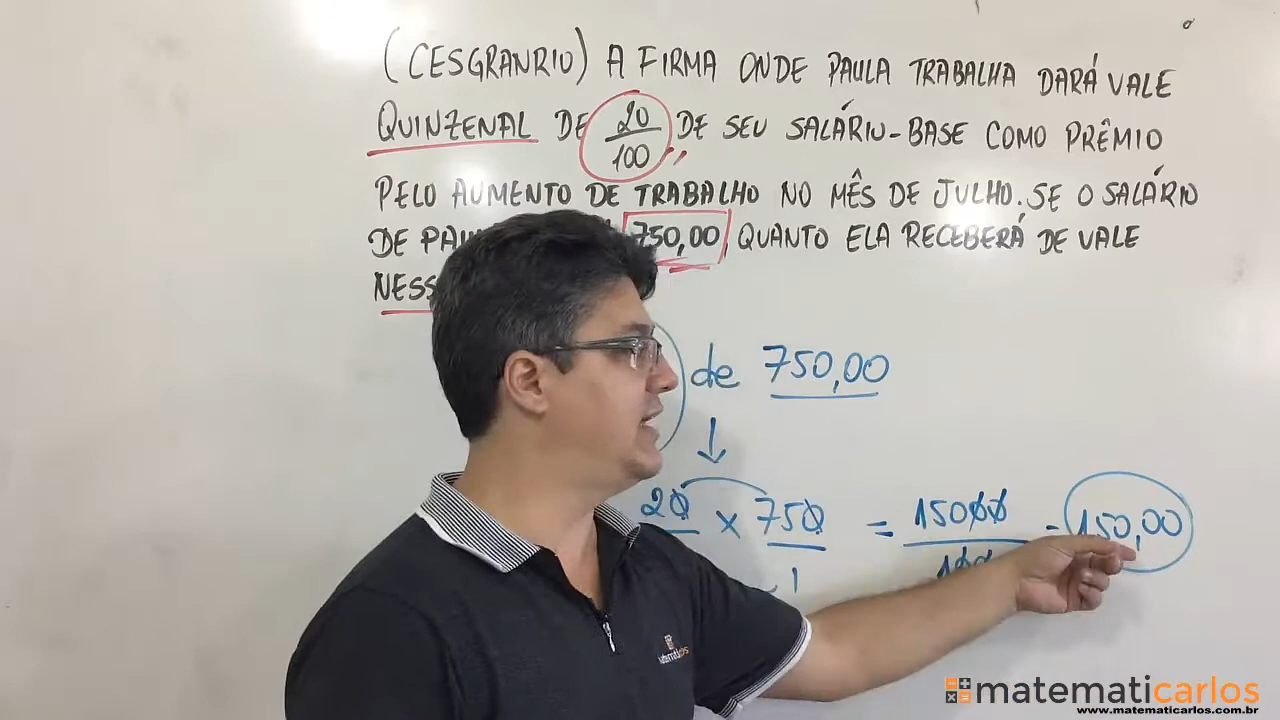 (CESGRANRIO) A FIRMA ONDE PAULA TRABALHA DARÁ VALE
QUINZENAL DE 20/100 DE SEU SALÁRIO-BASE COMO PRÊMIO
PELO AUMENTO DE TRABALHO NO MÊS DE JULHO. SE O SALÁRIO
DE 750,00, QUANTO ELA RECEBERÁ DE VALE
de 750,00
↓
20 x 750 = 15000 = 150,00
1 100
matematicarlos
www.matematicarlos.com.br